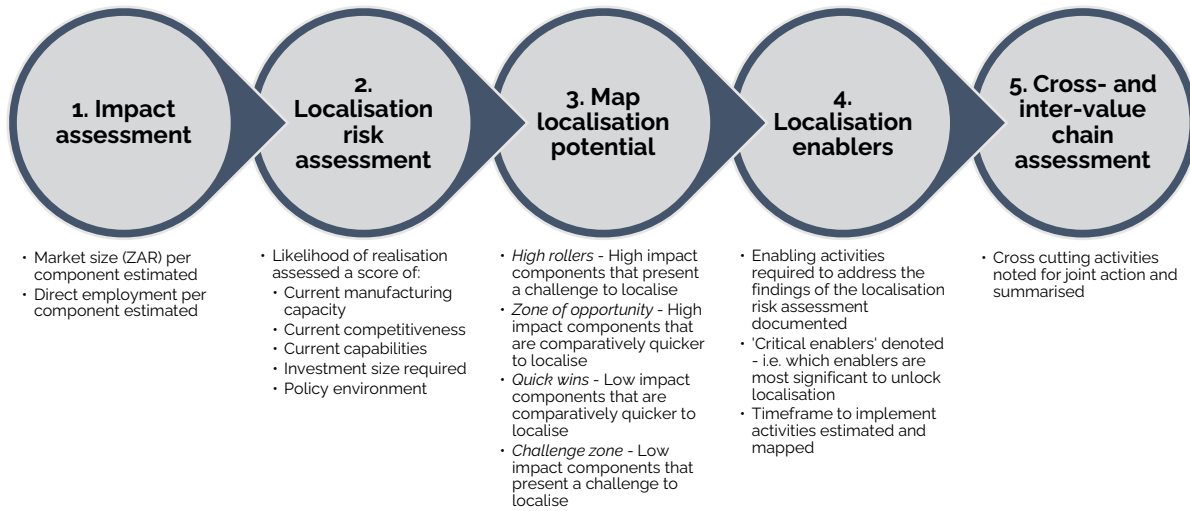 1. Impact
assessment
• Market size (ZAR) per
component estimated
• Direct employment per
component estimated
2.
Localisation
risk
assessment
• Likelihood of realisation
assessed a score of:
• Current manufacturing
capacity
• Current competitiveness
• Current capabilities
• Investment size required
• Policy environment
3. Map
localisation
potential
• High rollers - High impact
components that present
a challenge to localise
• Zone of opportunity - High
impact components that
are comparatively quicker
to localise
• Quick wins - Low impact
components that are
comparatively quicker to
localise
• Challenge zone - Low
impact components that
present a challenge to
localise
4.
Localisation
enablers
• Enabling activities
required to address the
findings of the localisation
risk assessment
documented
• 'Critical enablers' denoted
- i.e. which enablers are
most significant to unlock
localisation
• Timeframe to implement
activities estimated and
mapped
5. Cross- and
inter-value
chain
assessment
• Cross cutting activities
noted for joint action and
summarised